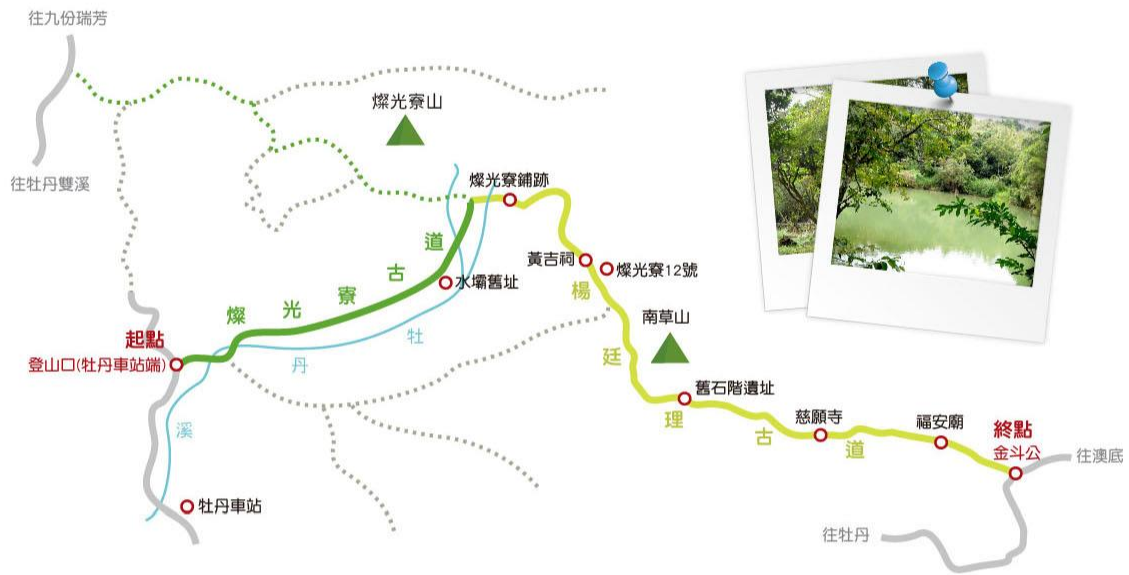 往九份瑞芳
往牡丹雙溪
燦光寮山
燦光寮舖跡
黃吉祠
燦光寮12號
水壩舊址
燦光寮古道
起點
登山口(牡丹車站端)
牡丹溪
牡丹車站
南草山
楊廷理古道
舊石階遺址
慈願寺
福安廟
終點
金斗公
往澳底
往牡丹